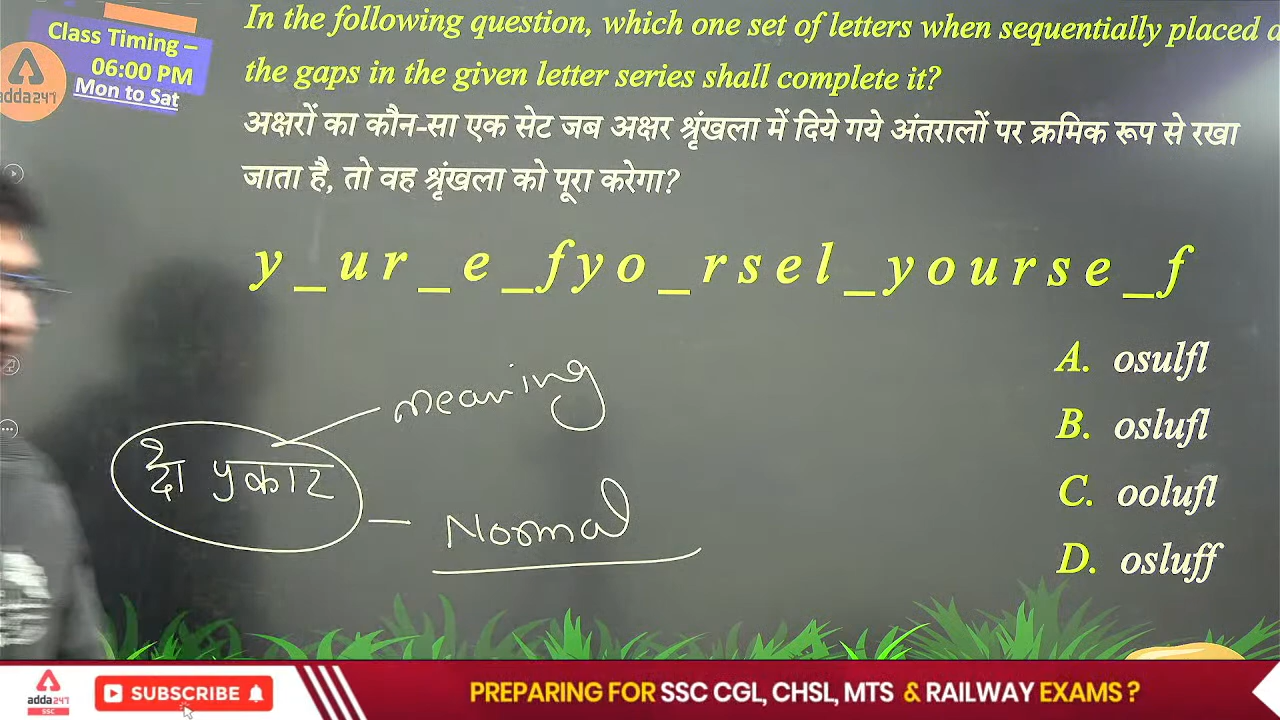 Class Timing –
06:00 PM
Mon to Sat
adda247
In the following question, which one set of letters when sequentially placed
the gaps in the given letter series shall complete it?
अक्षरों का कौन-सा एक सेट जब अक्षर श्रृंखला में दिये गये अंतरालों पर क्रमिक रूप से रखा
जाता है, तो वह श्रृंखला को पूरा करेगा?
y _ u r _ e _ f y o _ r s e l _ y o u r s e _ f
A. osulfl
B. oslufl
C. oolufl
D. osluff
meaning
दो प्रकार
Normal
adda247
SSC
SUBSCRIBE
PREPARING FOR SSC CGL, CHSL, MTS & RAILWAY EXAMS ?